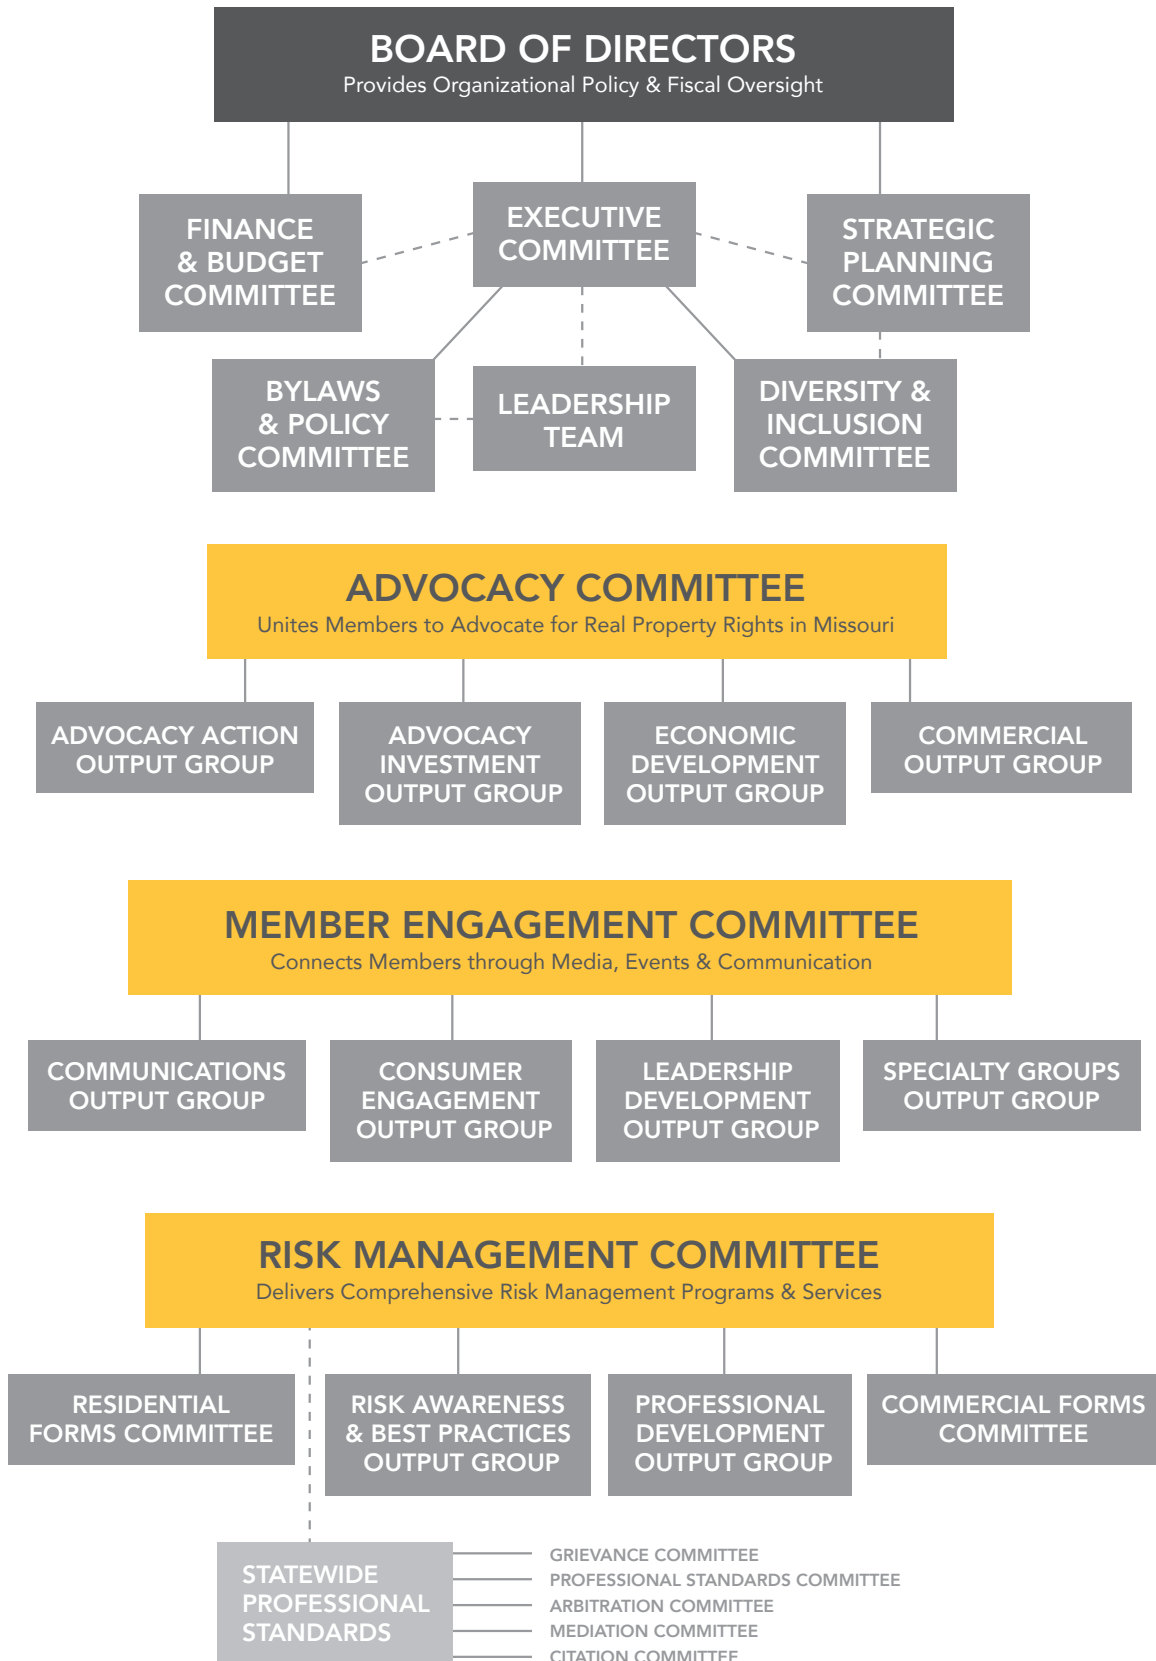 BOARD OF DIRECTORS
Provides Organizational Policy & Fiscal Oversight
FINANCE
& BUDGET
COMMITTEE
EXECUTIVE
COMMITTEE
STRATEGIC
PLANNING
COMMITTEE
BYLAWS
& POLICY
COMMITTEE
LEADERSHIP
TEAM
DIVERSITY &
INCLUSION
COMMITTEE
ADVOCACY COMMITTEE
Unites Members to Advocate for Real Property Rights in Missouri
ADVOCACY ACTION
OUTPUT GROUP
ADVOCACY
INVESTMENT
OUTPUT GROUP
ECONOMIC
DEVELOPMENT
OUTPUT GROUP
COMMERCIAL
OUTPUT GROUP
MEMBER ENGAGEMENT COMMITTEE
Connects Members through Media, Events & Communication
COMMUNICATIONS
OUTPUT GROUP
CONSUMER
ENGAGEMENT
OUTPUT GROUP
LEADERSHIP
DEVELOPMENT
OUTPUT GROUP
SPECIALTY GROUPS
OUTPUT GROUP
RISK MANAGEMENT COMMITTEE
Delivers Comprehensive Risk Management Programs & Services
RESIDENTIAL
FORMS COMMITTEE
RISK AWARENESS
& BEST PRACTICES
OUTPUT GROUP
PROFESSIONAL
DEVELOPMENT
OUTPUT GROUP
COMMERCIAL FORMS
COMMITTEE
STATEWIDE
PROFESSIONAL
STANDARDS
GRIEVANCE COMMITTEE
PROFESSIONAL STANDARDS COMMITTEE
ARBITRATION COMMITTEE
MEDIATION COMMITTEE
CITATION COMMITTEE